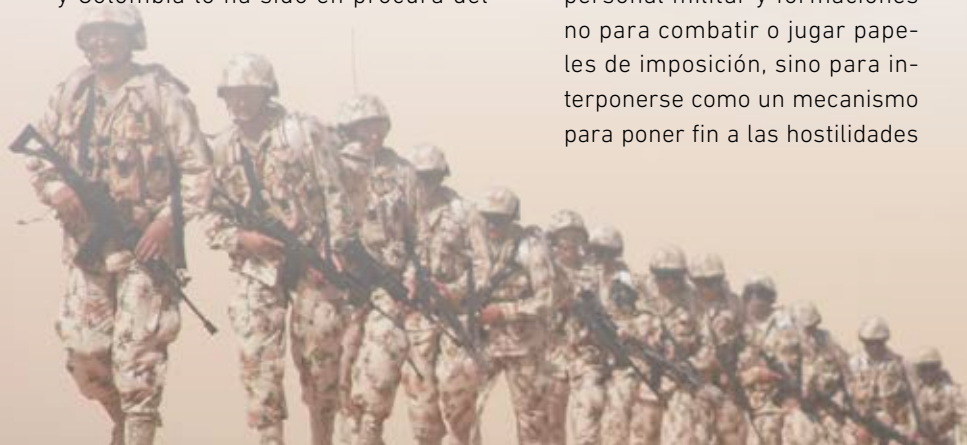 y Colombia lo ha sido en procura del
personal militar y formaciones
no para combatir o jugar pape-
les de imposición, sino para in-
terponerse como un mecanismo
para poner fin a las hostilidades